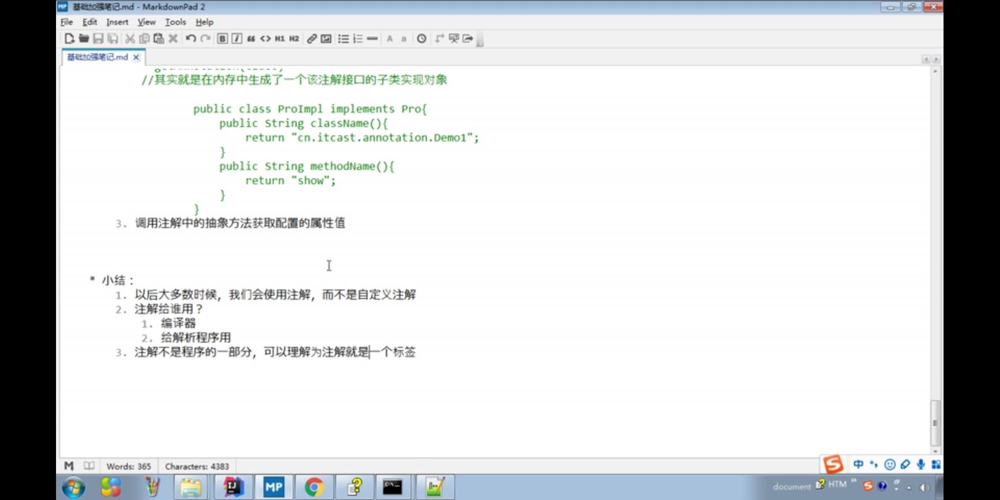 基础加强笔记.md - MarkdownPad 2
File Edit Insert View Tools Help
H1 H2
基础加强笔记.md
//其实就是在内存中生成了一个该注解接口的子类实现对象
public class ProImpl implements Pro{
public String className(){
return "cn.itcast.annotation.Demo1";
}
public String methodName(){
return "show";
}
}
3. 调用注解中的抽象方法获取配置的属性值
* 小结：
1. 以后大多数时候，我们会使用注解，而不是自定义注解
2. 注解给谁用？
1. 编译器
2. 给解析程序用
3. 注解不是程序的一部分，可以理解为注解就是一个标签
Words: 365 Characters: 4383
中
MP
document HTM